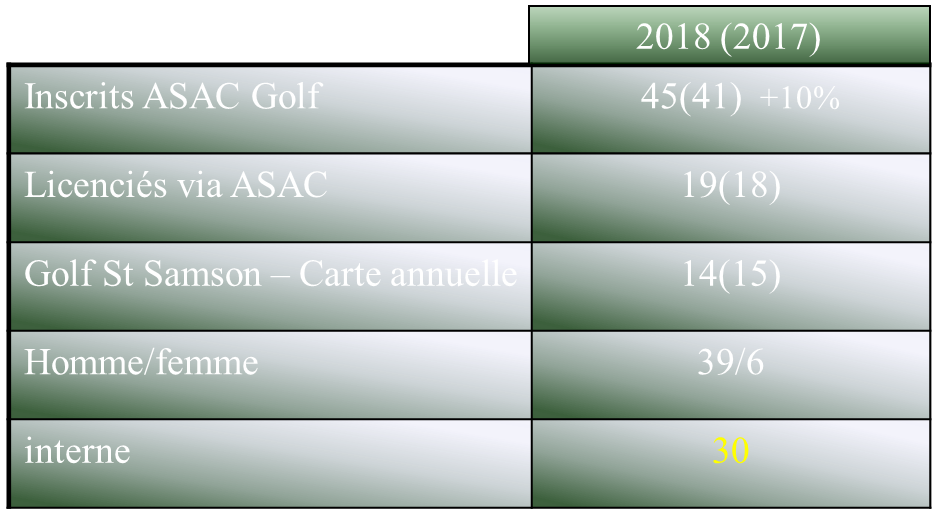 2018 (2017)
Inscrits ASAC Golf 45(41) +10%
Licenciés via ASAC 19(18)
Golf St Samson – Carte annuelle 14(15)
Homme/femme 39/6
interne 30